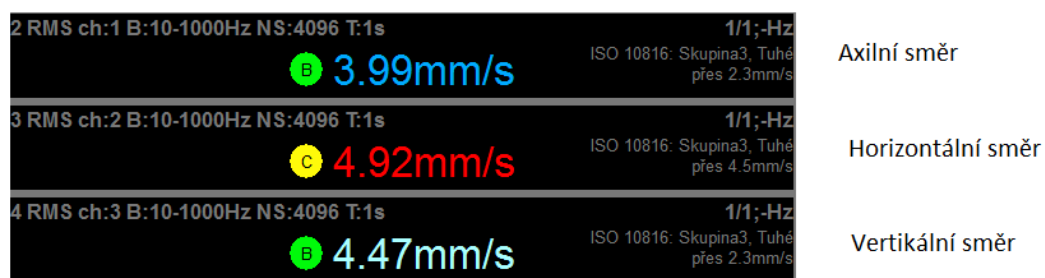 2 RMS ch:1 B:10-1000Hz NS:4096 T:1s 1/1;-Hz
B 3.99mm/s ISO 10816: Skupina3, Tuhé
přes 2.3mm/s
Axilní směr
3 RMS ch:2 B:10-1000Hz NS:4096 T:1s 1/1;-Hz
C 4.92mm/s ISO 10816: Skupina3, Tuhé
přes 4.5mm/s
Horizontální směr
4 RMS ch:3 B:10-1000Hz NS:4096 T:1s 1/1;-Hz
B 4.47mm/s ISO 10816: Skupina3, Tuhé
přes 2.3mm/s
Vertikální směr